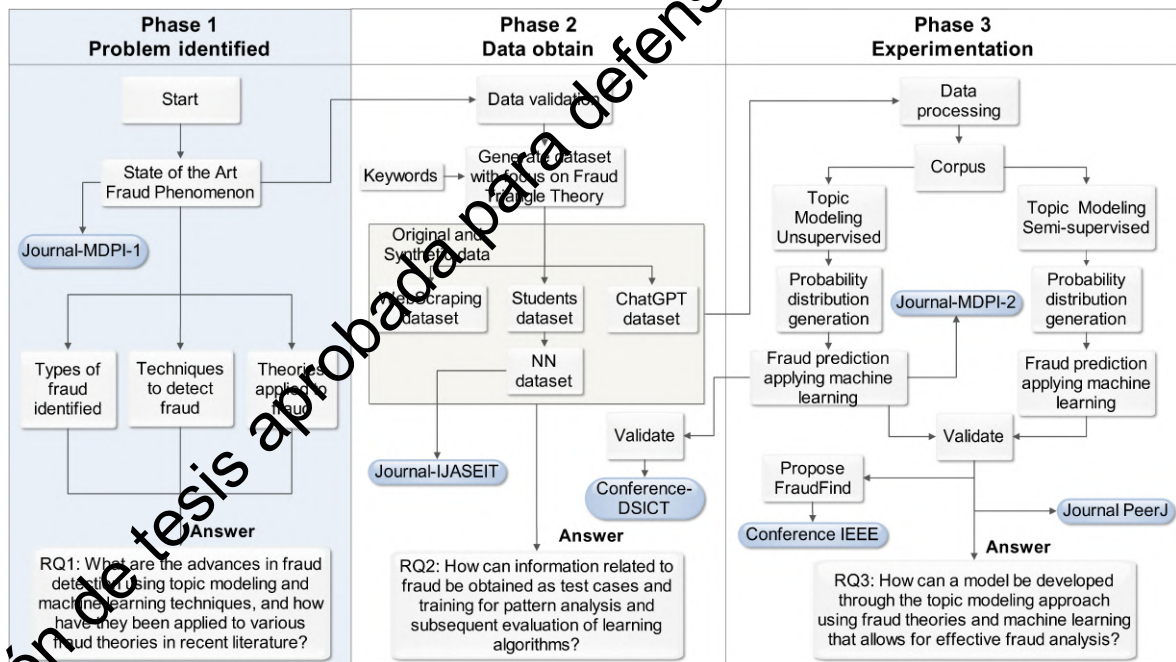 Phase 1
Problem identified
Start
State of the Art
Fraud Phenomenon
Journal-MDPI-1
Types of
fraud
identified
Techniques
to detect
fraud
Theories
applied to
fraud
Answer
RQ1: What are the advances in fraud
detection using topic modeling and
machine learning techniques, and how
have they been applied to various
fraud theories in recent literature?
Phase 2
Data obtain
Data validation
Keywords
Generate dataset
with focus on Fraud
Triangle Theory
Original and
Synthetic data
WebScraping
dataset
Students
dataset
ChatGPT
dataset
NN
dataset
Validate
Journal-IJASEIT
Conference-
DSICT
Answer
RQ2: How can information related to
fraud be obtained as test cases and
training for pattern analysis and
subsequent evaluation of learning
algorithms?
Phase 3
Experimentation
Data
processing
Corpus
Topic
Modeling
Unsupervised
Topic Modeling
Semi-supervised
Probability
distribution
generation
Journal-MDPI-2
Probability
distribution
generation
Fraud prediction
applying machine
learning
Fraud prediction
applying machine
learning
Validate
Propose
FraudFind
Conference IEEE
Journal PeerJ
Answer
RQ3: How can a model be developed
through the topic modeling approach
using fraud theories and machine learning
that allows for effective fraud analysis?
de tesis aprobada para